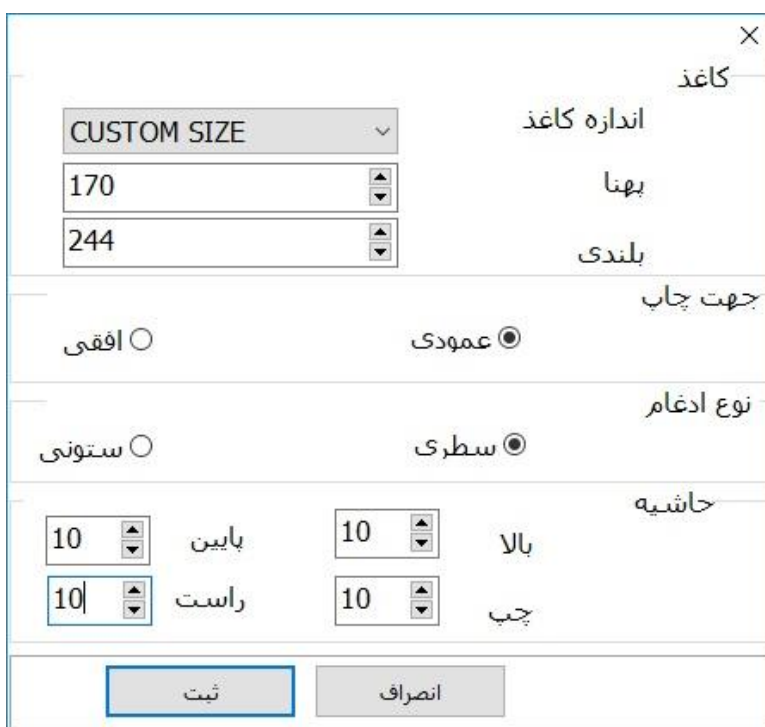 کاغذ
اندازه کاغذ CUSTOM SIZE
پهنا 170
بلندی 244
جهت چاپ
عمودی افقی
نوع ادغام
سطری ستونی
حاشیه
بالا 10 پایین 10
چپ 10 راست 10
انصراف ثبت